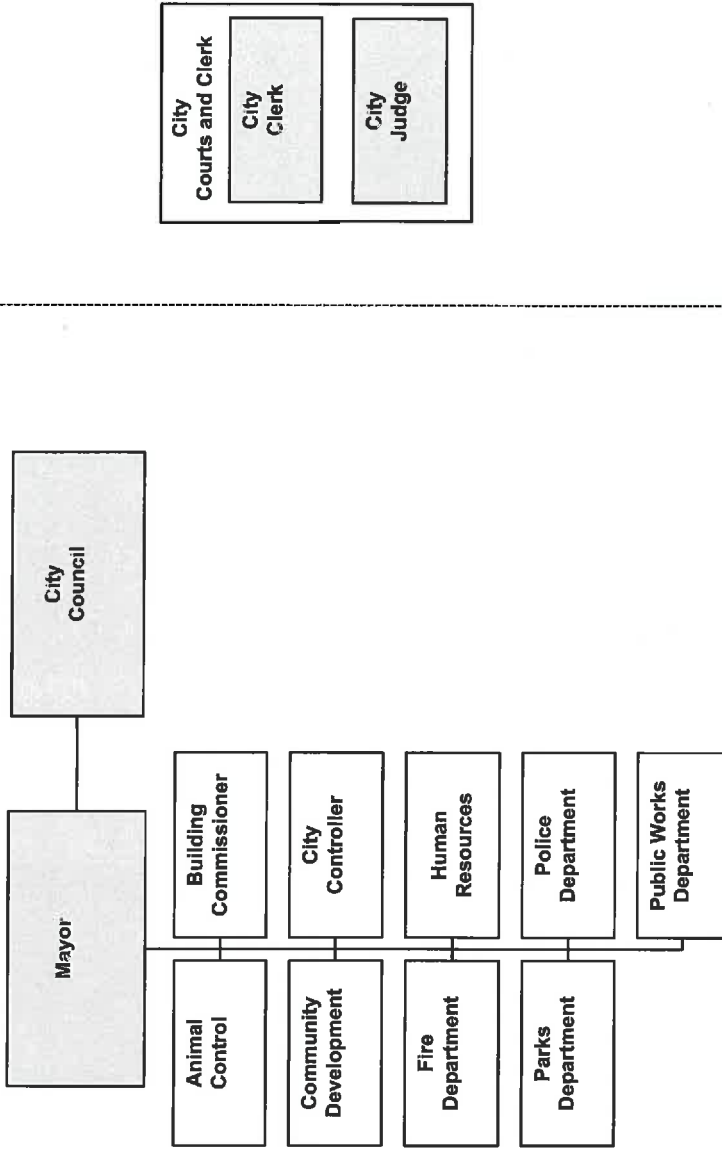 Mayor
City
Council
Animal
Control
Building
Commissioner
Community
Development
City
Controller
Fire
Department
Human
Resources
Parks
Department
Police
Department
Public Works
Department
City
Courts and Clerk
City
Clerk
City
Judge